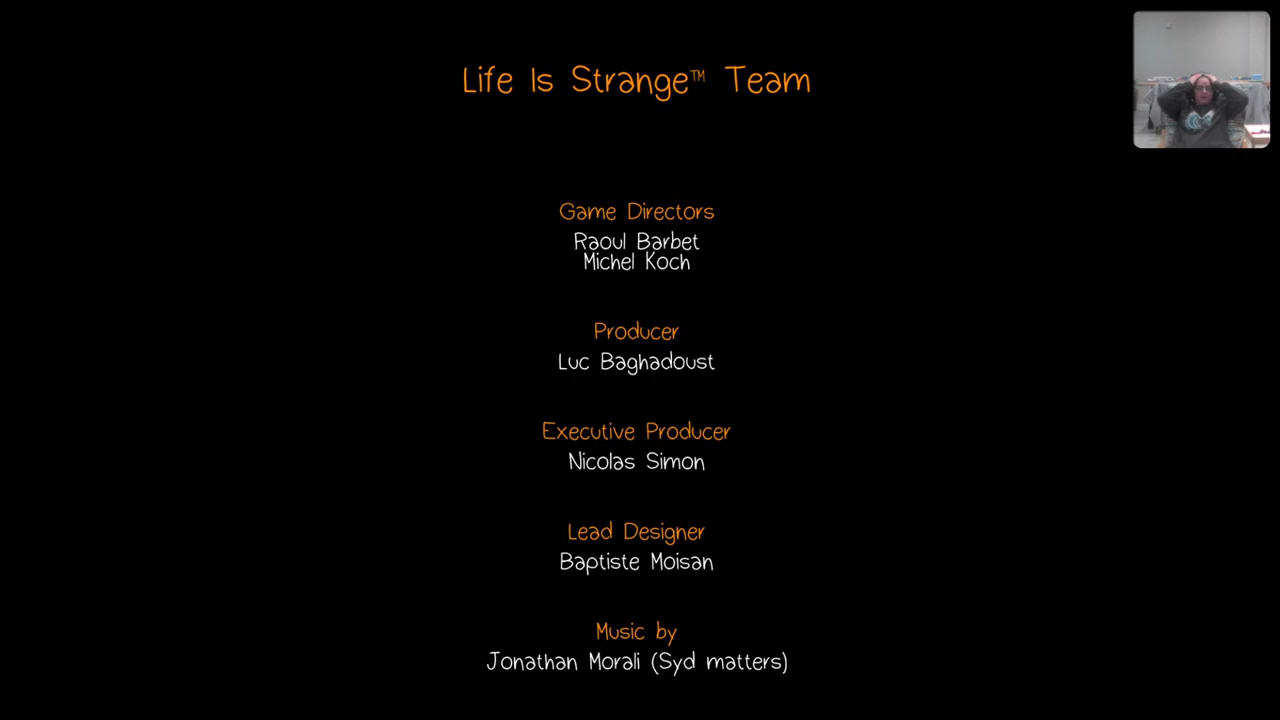 Life Is Strange™ Team
Game Directors
Raoul Barbet
Michel Koch
Producer
Luc Baghadoust
Executive Producer
Nicolas Simon
Lead Designer
Baptiste Moisan
Music by
Jonathan Morali (Syd matters)